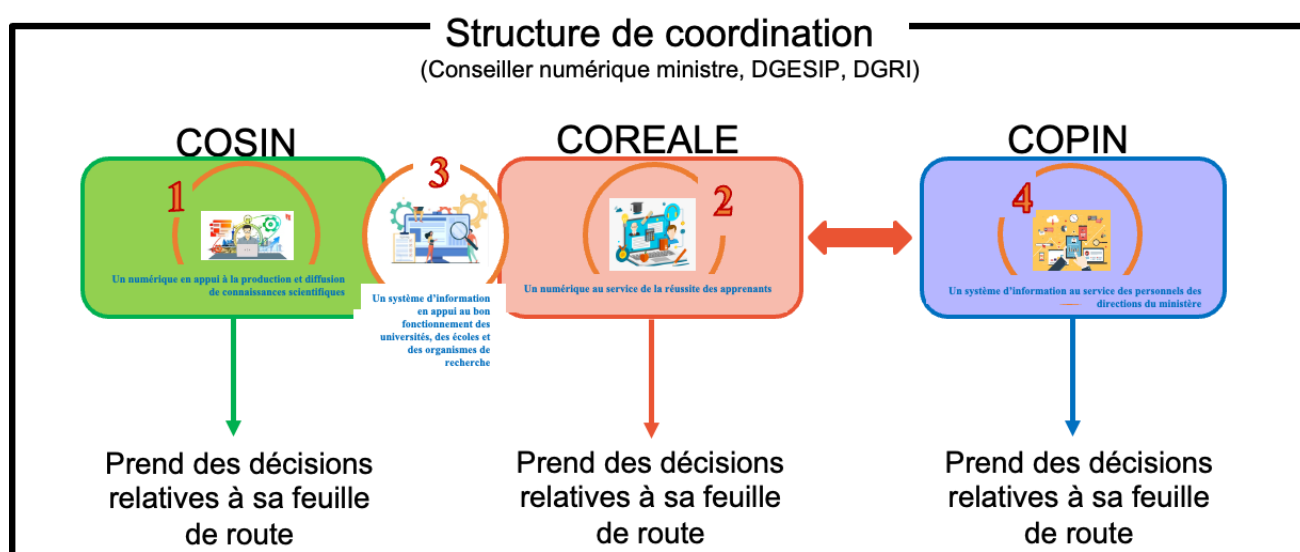 Structure de coordination
(Conseiller numérique ministre, DGESIP, DGRI)
COSIN
COREALE
COPIN
1
3
2
4
Un numérique en appui à la production et diffusion
de connaissances scientifiques
Un système d'information
en appui au bon
fonctionnement des
universités, des écoles et
des organismes de
recherche
Un numérique au service de la réussite des apprenants
Un système d'information au service des personnels des
directions du ministère
Prend des décisions
relatives à sa feuille
de route
Prend des décisions
relatives à sa feuille
de route
Prend des décisions
relatives à sa feuille
de route